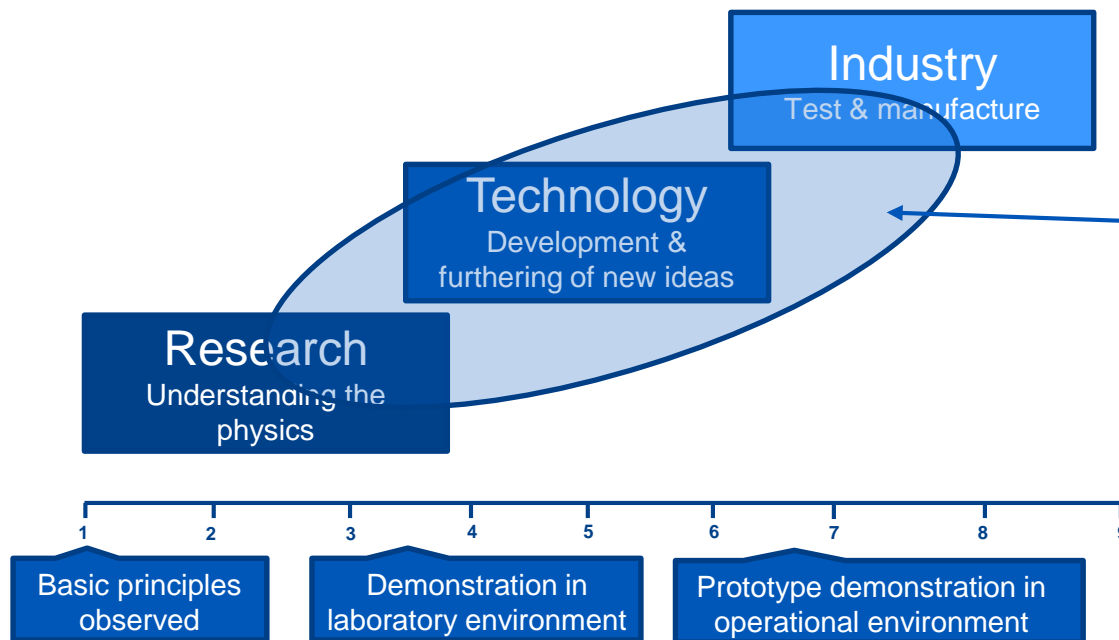 Industry
Test & manufacture
Technology
Development &
furthering of new ideas
Research
Understanding the
physics
1 2 3 4 5 6 7 8 9
Basic principles
observed
Demonstration in
laboratory environment
Prototype demonstration in
operational environment